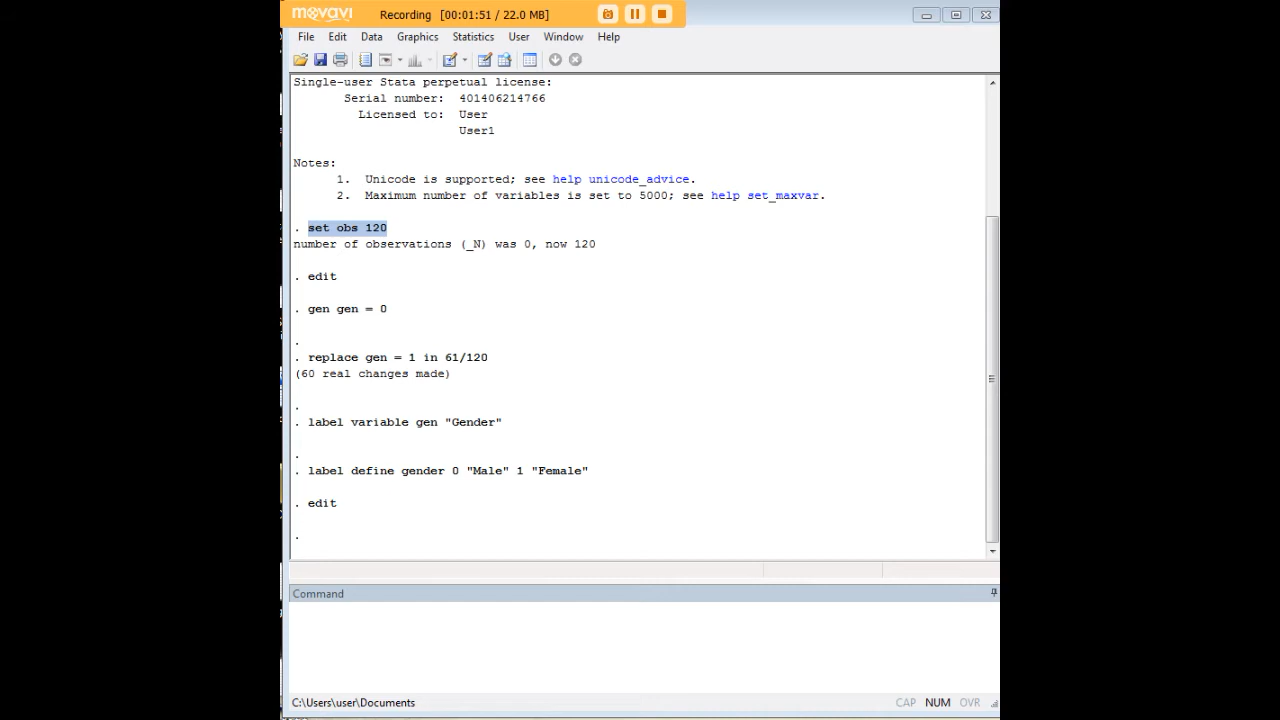 movavi Recording [00:01:51 / 22.0 MB]
File Edit Data Graphics Statistics User Window Help
Single-user Stata perpetual license:
Serial number: 401406214766
Licensed to: User
User1
Notes:
1. Unicode is supported; see help unicode_advice.
2. Maximum number of variables is set to 5000; see help set_maxvar.
. set obs 120
number of observations (_N) was 0, now 120
. edit
. gen gen = 0
.
. replace gen = 1 in 61/120
(60 real changes made)
.
. label variable gen "Gender"
.
. label define gender 0 "Male" 1 "Female"
. edit
.
Command
C:\Users\user\Documents CAP NUM OVR